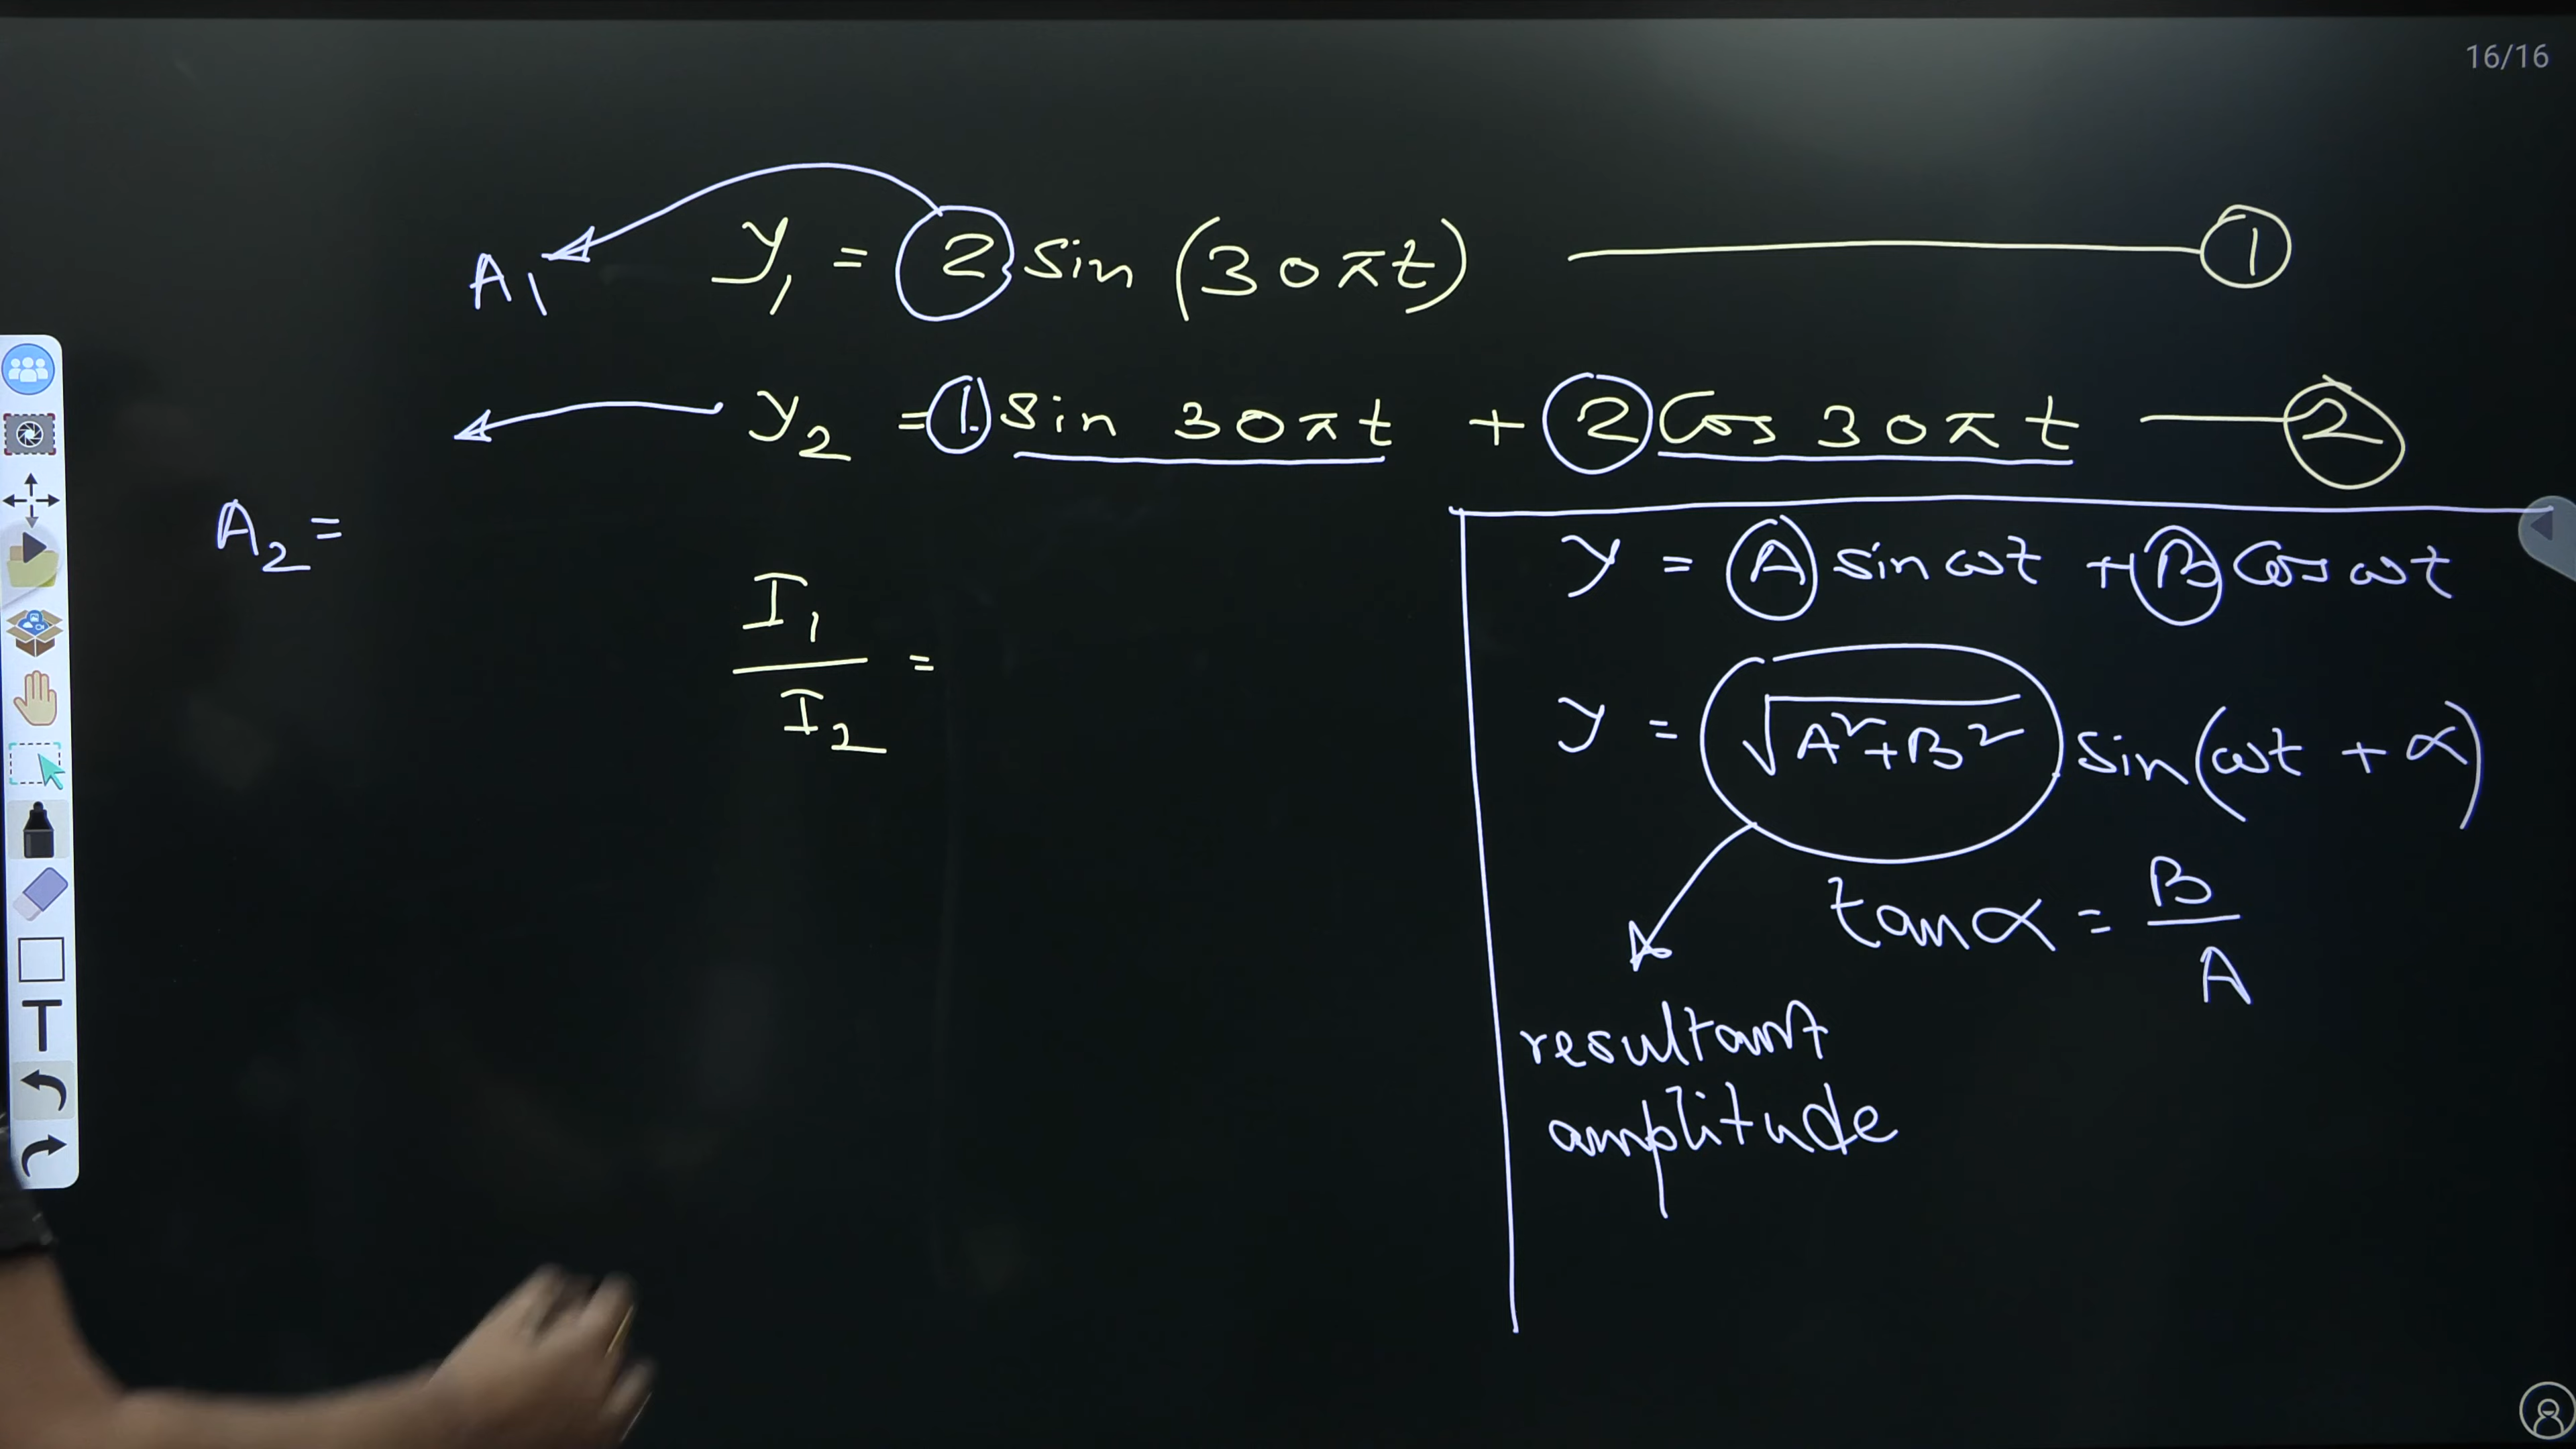 16/16
A₁ y₁ = 2 sin (30πt) ——— 1
y₂ = 1 sin 30πt + 2 Cos 30πt — 2
A₂ =
I₁/I₂ =
y = A sin ωt + B Cos ωt
y = √(A²+B²) sin(ωt + α)
tan α = B/A
resultant
amplitude
T